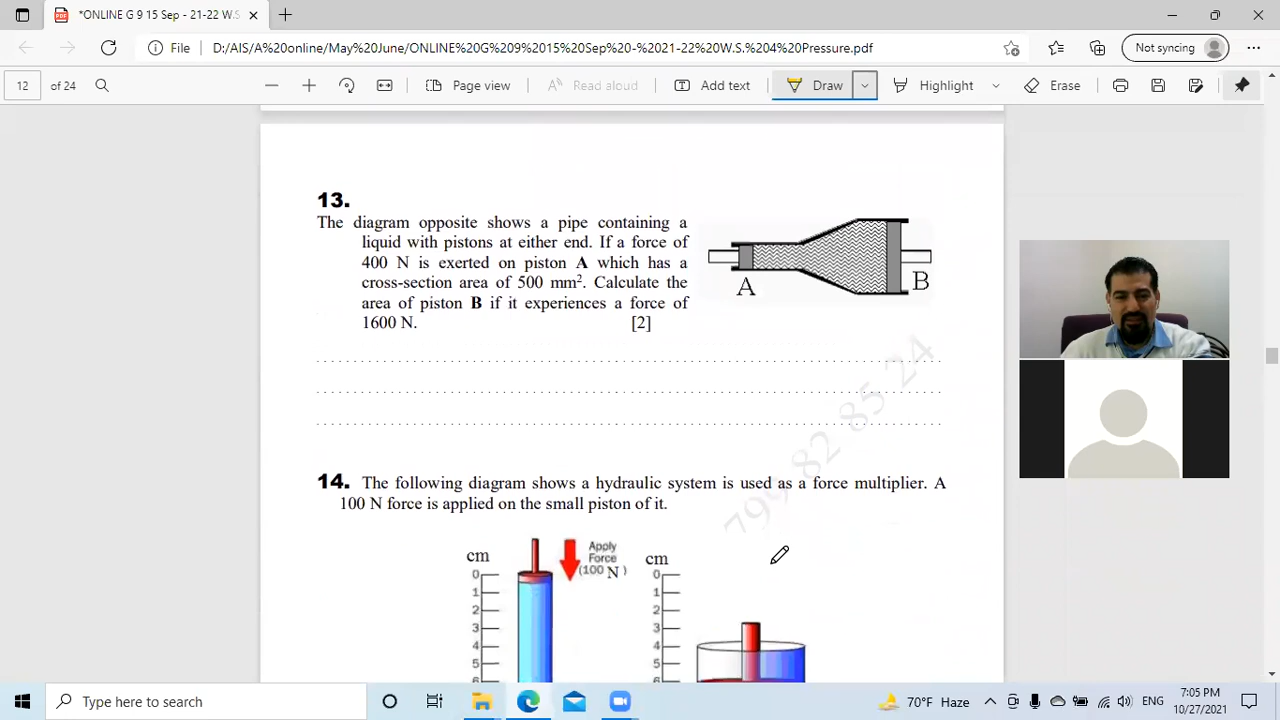 *ONLINE G 9 15 Sep - 21-22 W.S
File
D:/AIS/A%20online/May%20June/ONLINE%20G%209%2015%20Sep%20-%2021-22%20W.S.%204%20Pressure.pdf
Not syncing
12 of 24
Page view
Read aloud
Add text
Draw
Highlight
Erase
13.
The diagram opposite shows a pipe containing a
liquid with pistons at either end. If a force of
400 N is exerted on piston A which has a
cross-section area of 500 mm². Calculate the
area of piston B if it experiences a force of
1600 N. [2]
A
B
799 82 85 24
14. The following diagram shows a hydraulic system is used as a force multiplier. A
100 N force is applied on the small piston of it.
cm
0
1
2
3
4
5
6
Apply
Force
(100 N )
cm
0
1
2
3
4
5
6
Type here to search
70°F Haze
ENG
7:05 PM
10/27/2021